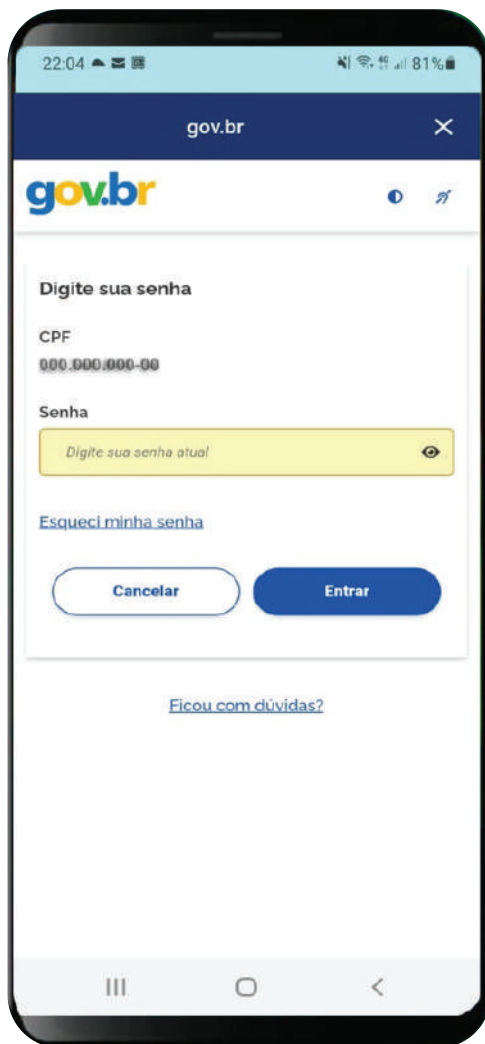 22:04 81%
gov.br
gov.br
Digite sua senha
CPF
000.000.000-00
Senha
Digite sua senha atual
Esqueci minha senha
Cancelar Entrar
Ficou com dúvidas?